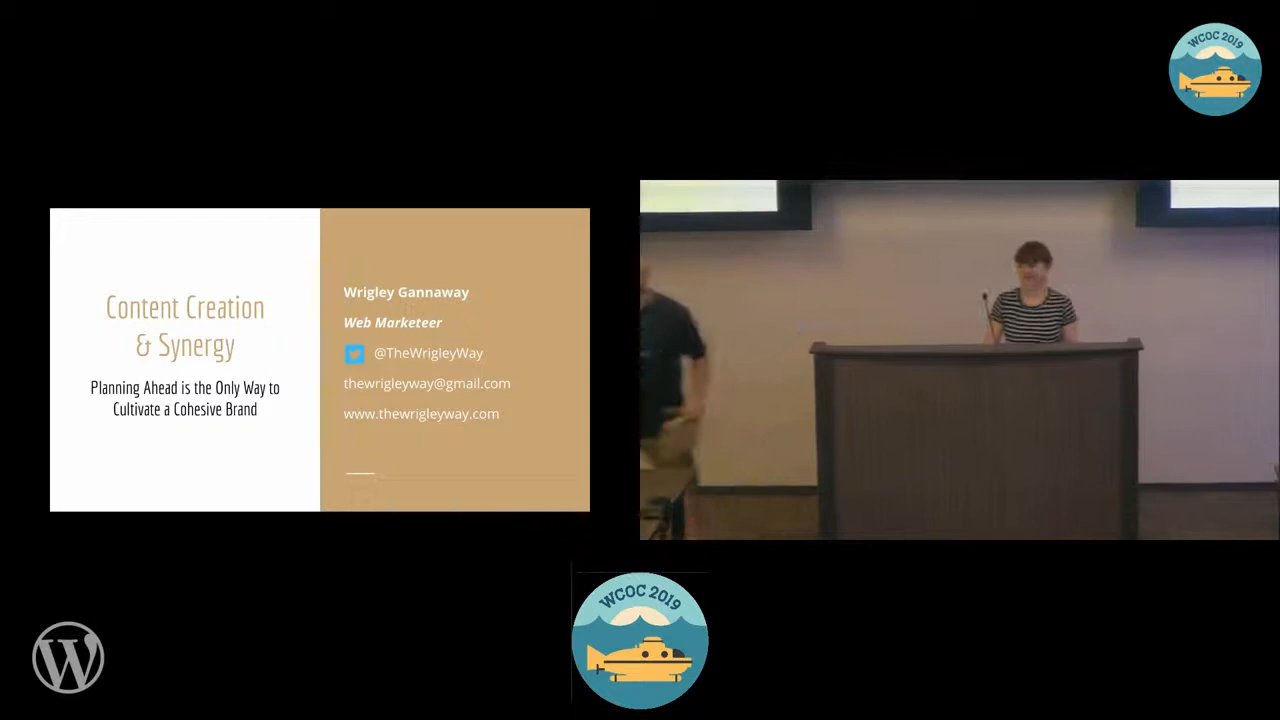 WCOC 2019
Content Creation
& Synergy
Planning Ahead is the Only Way to
Cultivate a Cohesive Brand
Wrigley Gannaway
Web Marketeer
@TheWrigleyWay
thewrigleyway@gmail.com
www.thewrigleyway.com
WCOC 2019